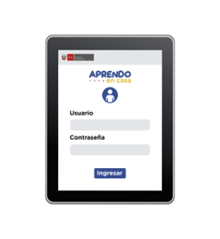 APRENDO
en casa
Usuario
Contraseña
Ingresar